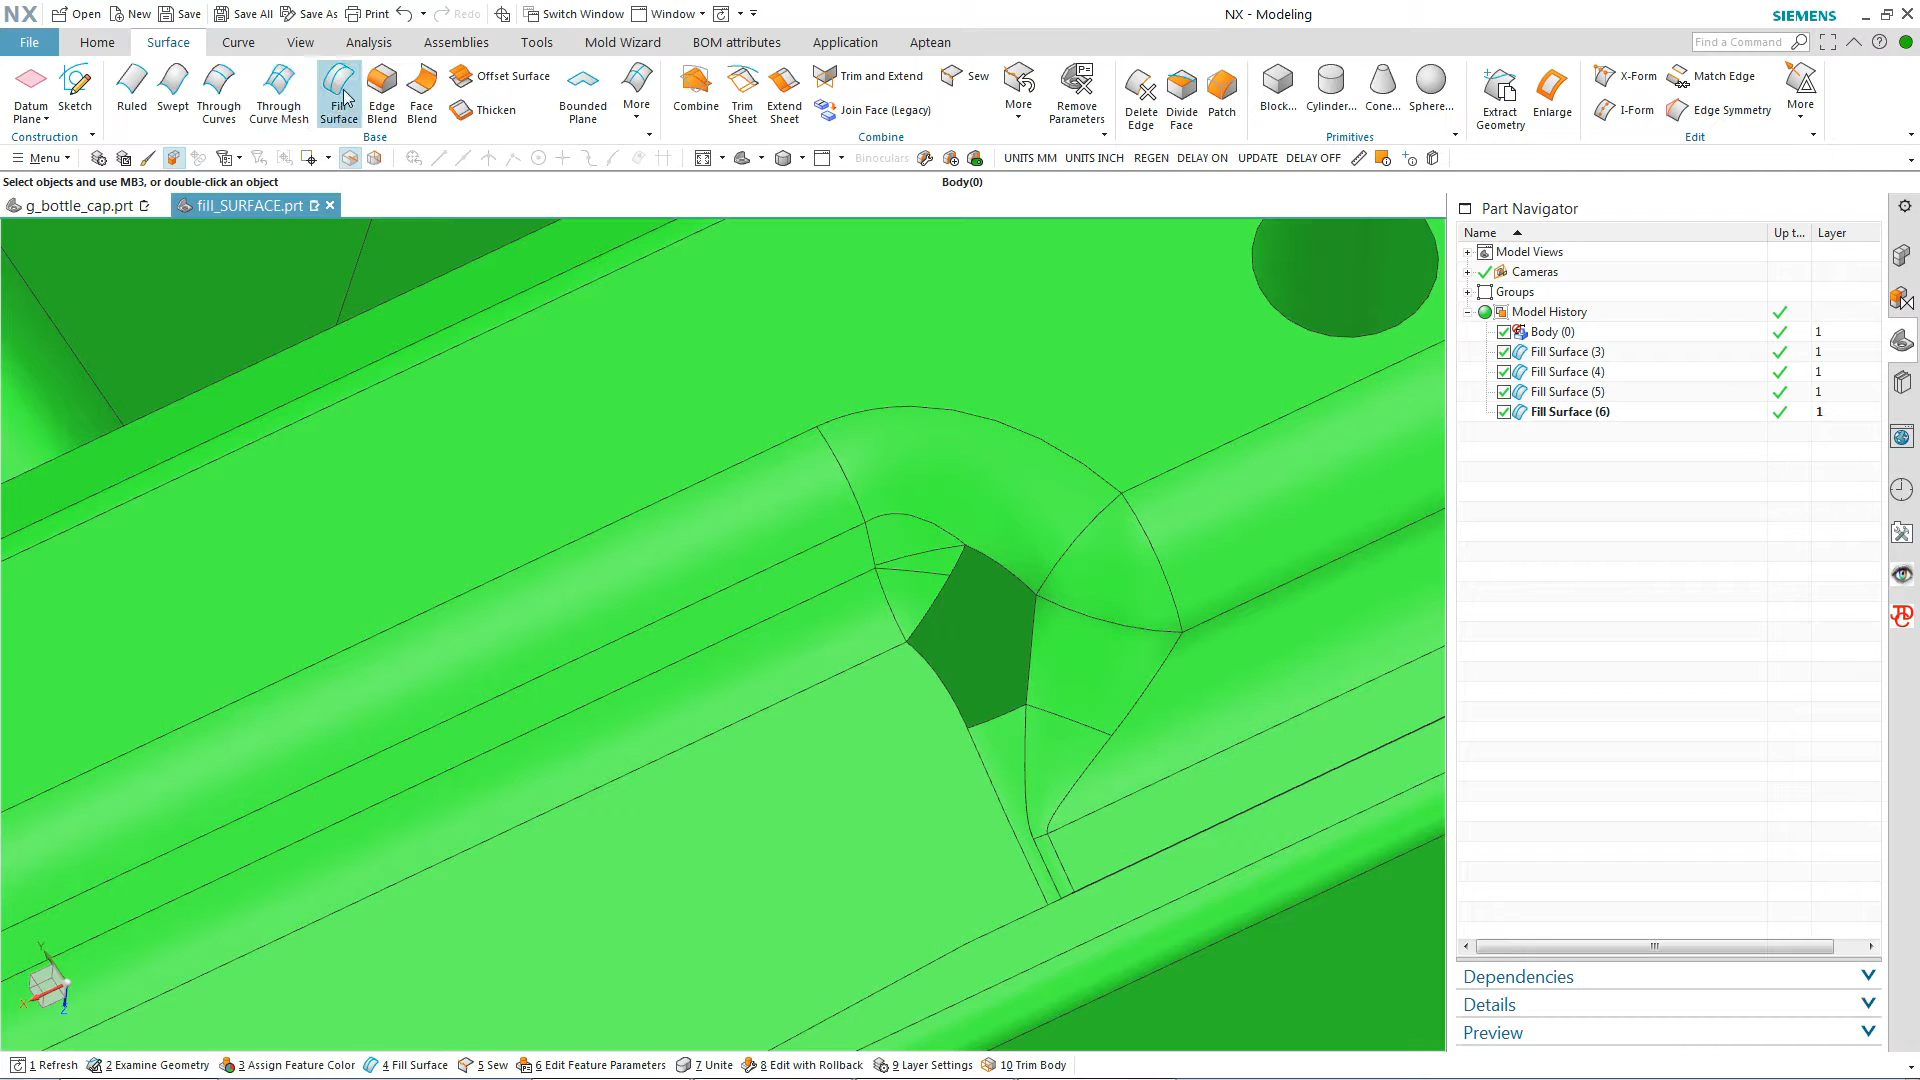 NX Open New Save Save All Save As Print Redo Switch Window Window NX - Modeling SIEMENS
File Home Surface Curve View Analysis Assemblies Tools Mold Wizard BOM attributes Application Aptean Find a Command
Datum Plane Sketch Ruled Swept Through Curves Through Curve Mesh Fill Surface Edge Blend Face Blend Offset Surface Thicken Bounded Plane More Combine Trim Sheet Extend Sheet Trim and Extend Join Face (Legacy) Sew More Remove Parameters Delete Edge Divide Face Patch Block... Cylinder... Cone... Sphere... Extract Geometry Enlarge X-Form I-Form Match Edge Edge Symmetry More
Construction Base Combine Primitives Edit
Menu Binoculars UNITS MM UNITS INCH REGEN DELAY ON UPDATE DELAY OFF
Select objects and use MB3, or double-click an object Body(0)
g_bottle_cap.prt fill_SURFACE.prt
Part Navigator
Name Up t... Layer
Model Views
Cameras
Groups
Model History
Body (0) 1
Fill Surface (3) 1
Fill Surface (4) 1
Fill Surface (5) 1
Fill Surface (6) 1
Y
X
Z
Dependencies
Details
Preview
1 Refresh 2 Examine Geometry 3 Assign Feature Color 4 Fill Surface 5 Sew 6 Edit Feature Parameters 7 Unite 8 Edit with Rollback 9 Layer Settings 10 Trim Body